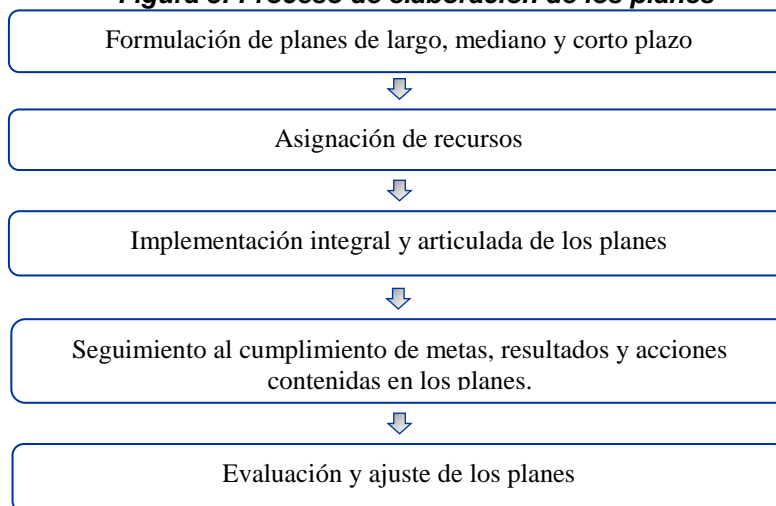 Figura 3. Proceso de elaboración de los planes
Formulación de planes de largo, mediano y corto plazo
Asignación de recursos
Implementación integral y articulada de los planes
Seguimiento al cumplimiento de metas, resultados y acciones
contenidas en los planes.
Evaluación y ajuste de los planes